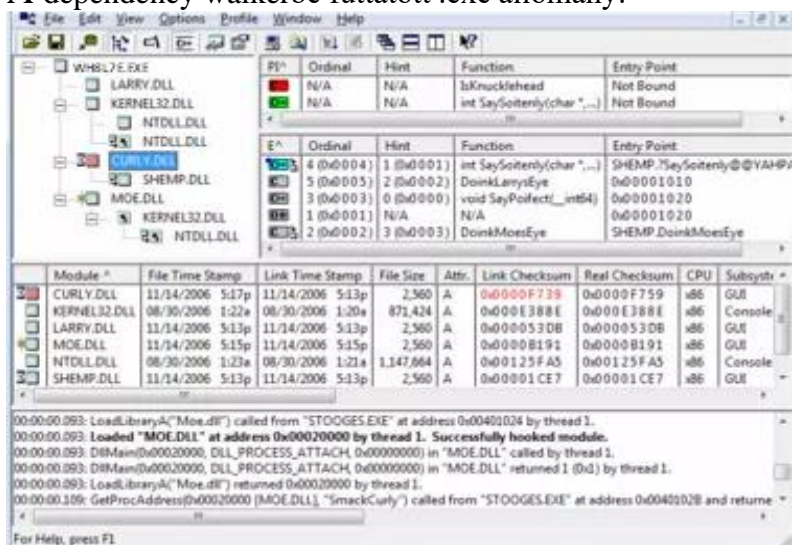 A dependency walkerbe futtatott .exe anomály:
File Edit View Options Profile Window Help
WHBL7E.EXE
LARRY.DLL
KERNEL32.DLL
NTDLL.DLL
NTDLL.DLL
CURLY.DLL
SHEMP.DLL
MOE.DLL
KERNEL32.DLL
NTDLL.DLL
PI^ Ordinal Hint Function Entry Point
N/A N/A IsKnucklehead Not Bound
N/A N/A int SaySoitenly(char *,...) Not Bound
E^ Ordinal Hint Function Entry Point
4 (0x0004) 1 (0x0001) int SaySoitenly(char *,...) SHEMP.?SaySoitenly@@YAHPA
5 (0x0005) 2 (0x0002) DoinkLarrysEye 0x00001010
3 (0x0003) 0 (0x0000) void SayPoifect(__int64) 0x00001020
1 (0x0001) N/A N/A 0x00001020
2 (0x0002) 3 (0x0003) DoinkMoesEye SHEMP.DoinkMoesEye
Module ^ File Time Stamp Link Time Stamp File Size Attr. Link Checksum Real Checksum CPU Subsyste
CURLY.DLL 11/14/2006 5:17p 11/14/2006 5:13p 2,560 A 0x0000F739 0x0000F759 x86 GUI
KERNEL32.DLL 08/30/2006 1:22a 08/30/2006 1:20a 871,424 A 0x000E388E 0x000E388E x86 Console
LARRY.DLL 11/14/2006 5:13p 11/14/2006 5:13p 2,560 A 0x000053DB 0x000053DB x86 GUI
MOE.DLL 11/14/2006 5:15p 11/14/2006 5:15p 2,560 A 0x0000B191 0x0000B191 x86 GUI
NTDLL.DLL 08/30/2006 1:23a 08/30/2006 1:21a 1,147,664 A 0x00125FA5 0x00125FA5 x86 Console
SHEMP.DLL 11/14/2006 5:13p 11/14/2006 5:13p 2,560 A 0x00001CE7 0x00001CE7 x86 GUI
00:00:00.093: LoadLibraryA("Moe.dll") called from "STOOGES.EXE" at address 0x00401024 by thread 1.
00:00:00.093: Loaded "MOE.DLL" at address 0x00020000 by thread 1. Successfully hooked module.
00:00:00.093: DllMain(0x00020000, DLL_PROCESS_ATTACH, 0x00000000) in "MOE.DLL" called by thread 1.
00:00:00.093: DllMain(0x00020000, DLL_PROCESS_ATTACH, 0x00000000) in "MOE.DLL" returned 1 (0x1) by thread 1.
00:00:00.093: LoadLibraryA("Moe.dll") returned 0x00020000 by thread 1.
00:00:00.109: GetProcAddress(0x00020000 [MOE.DLL], "SmackCurly") called from "STOOGES.EXE" at address 0x0040102B and returne
For Help, press F1